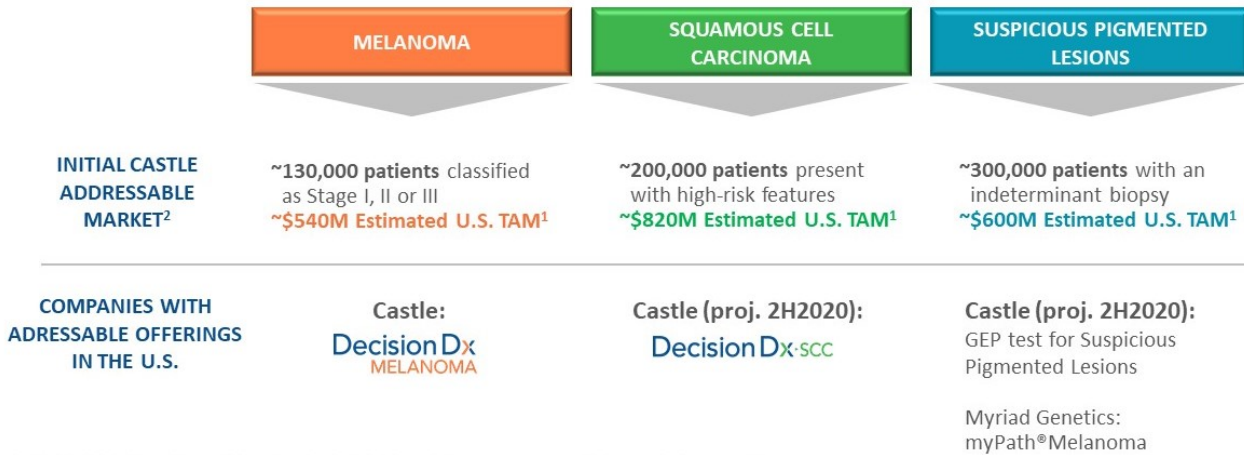 MELANOMA
SQUAMOUS CELL
CARCINOMA
SUSPICIOUS PIGMENTED
LESIONS
INITIAL CASTLE
ADDRESSABLE
MARKET2
~130,000 patients classified
as Stage I, II or III
~$540M Estimated U.S. TAM1
~200,000 patients present
with high-risk features
~$820M Estimated U.S. TAM1
~300,000 patients with an
indeterminant biopsy
~$600M Estimated U.S. TAM1
COMPANIES WITH
ADRESSABLE OFFERINGS
IN THE U.S.
Castle:
DecisionDx
MELANOMA
Castle (proj. 2H2020):
DecisionDx·SCC
Castle (proj. 2H2020):
GEP test for Suspicious
Pigmented Lesions
Myriad Genetics:
myPath®Melanoma